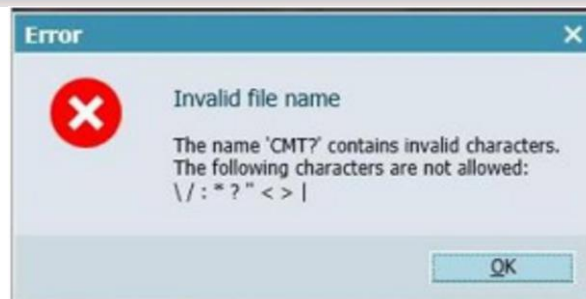 Error
Invalid file name
The name 'CMT?' contains invalid characters.
The following characters are not allowed:
\ / : * ? " < > |
OK